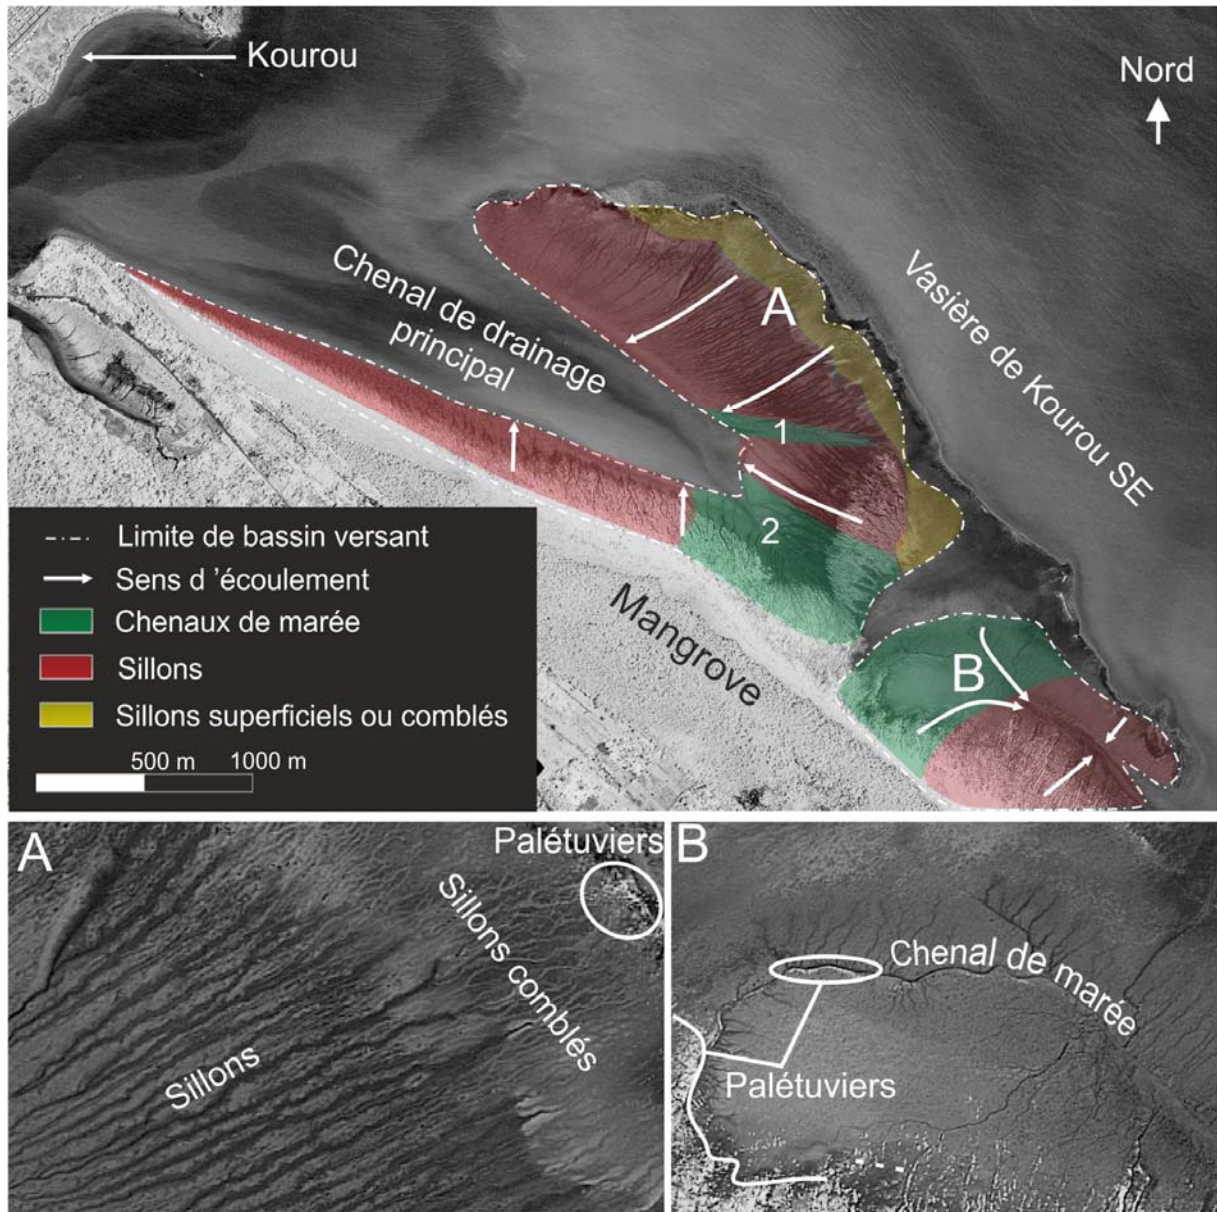 Kourou
Nord
Chenal de drainage
principal
A
Vasière de Kourou SE
1
2
Mangrove
B
Limite de bassin versant
Sens d 'écoulement
Chenaux de marée
Sillons
Sillons superficiels ou comblés
500 m 1000 m
A
Palétuviers
Sillons comblés
Sillons
B
Chenal de marée
Palétuviers